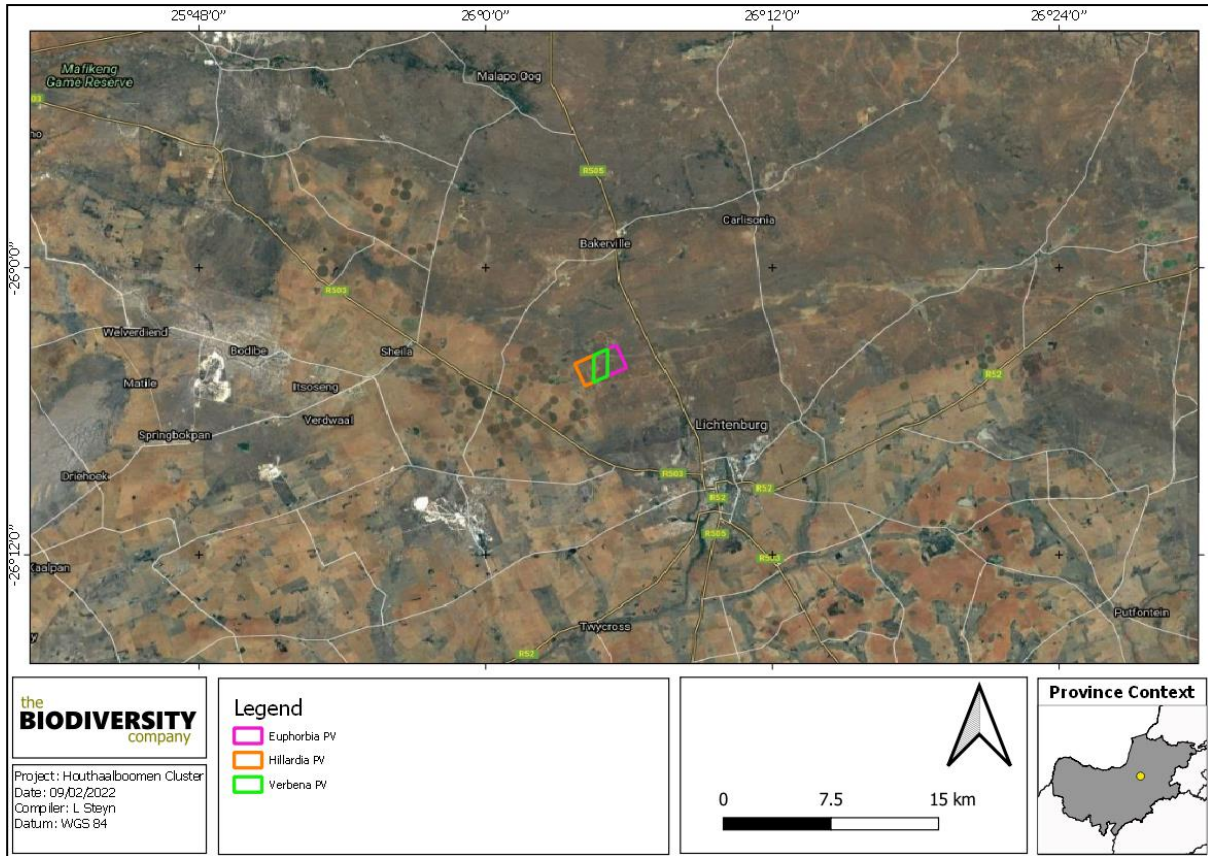 25°48'0" 26°0'0" 26°12'0" 26°24'0"
Mafikeng
Game Reserve
Malapo Oog
R505
Carlisonia
Bakerville
-26°0'0"
R503
Welverdiend
Bodibe
Sheila
Matile
Itsoseng
R52
Verdwaal
Springbokpan
Lichtenburg
Driehoek
R503
R52
R52
R505
-26°12'0"
R503
Kaalpan
Putfontein
Twycross
R52
the
BIODIVERSITY
company
Project: Houthaalboomen Cluster
Date: 09/02/2022
Compiler: L Steyn
Datum: WGS 84
Legend
Euphorbia PV
Hillardia PV
Verbena PV
0 7.5 15 km
Province Context